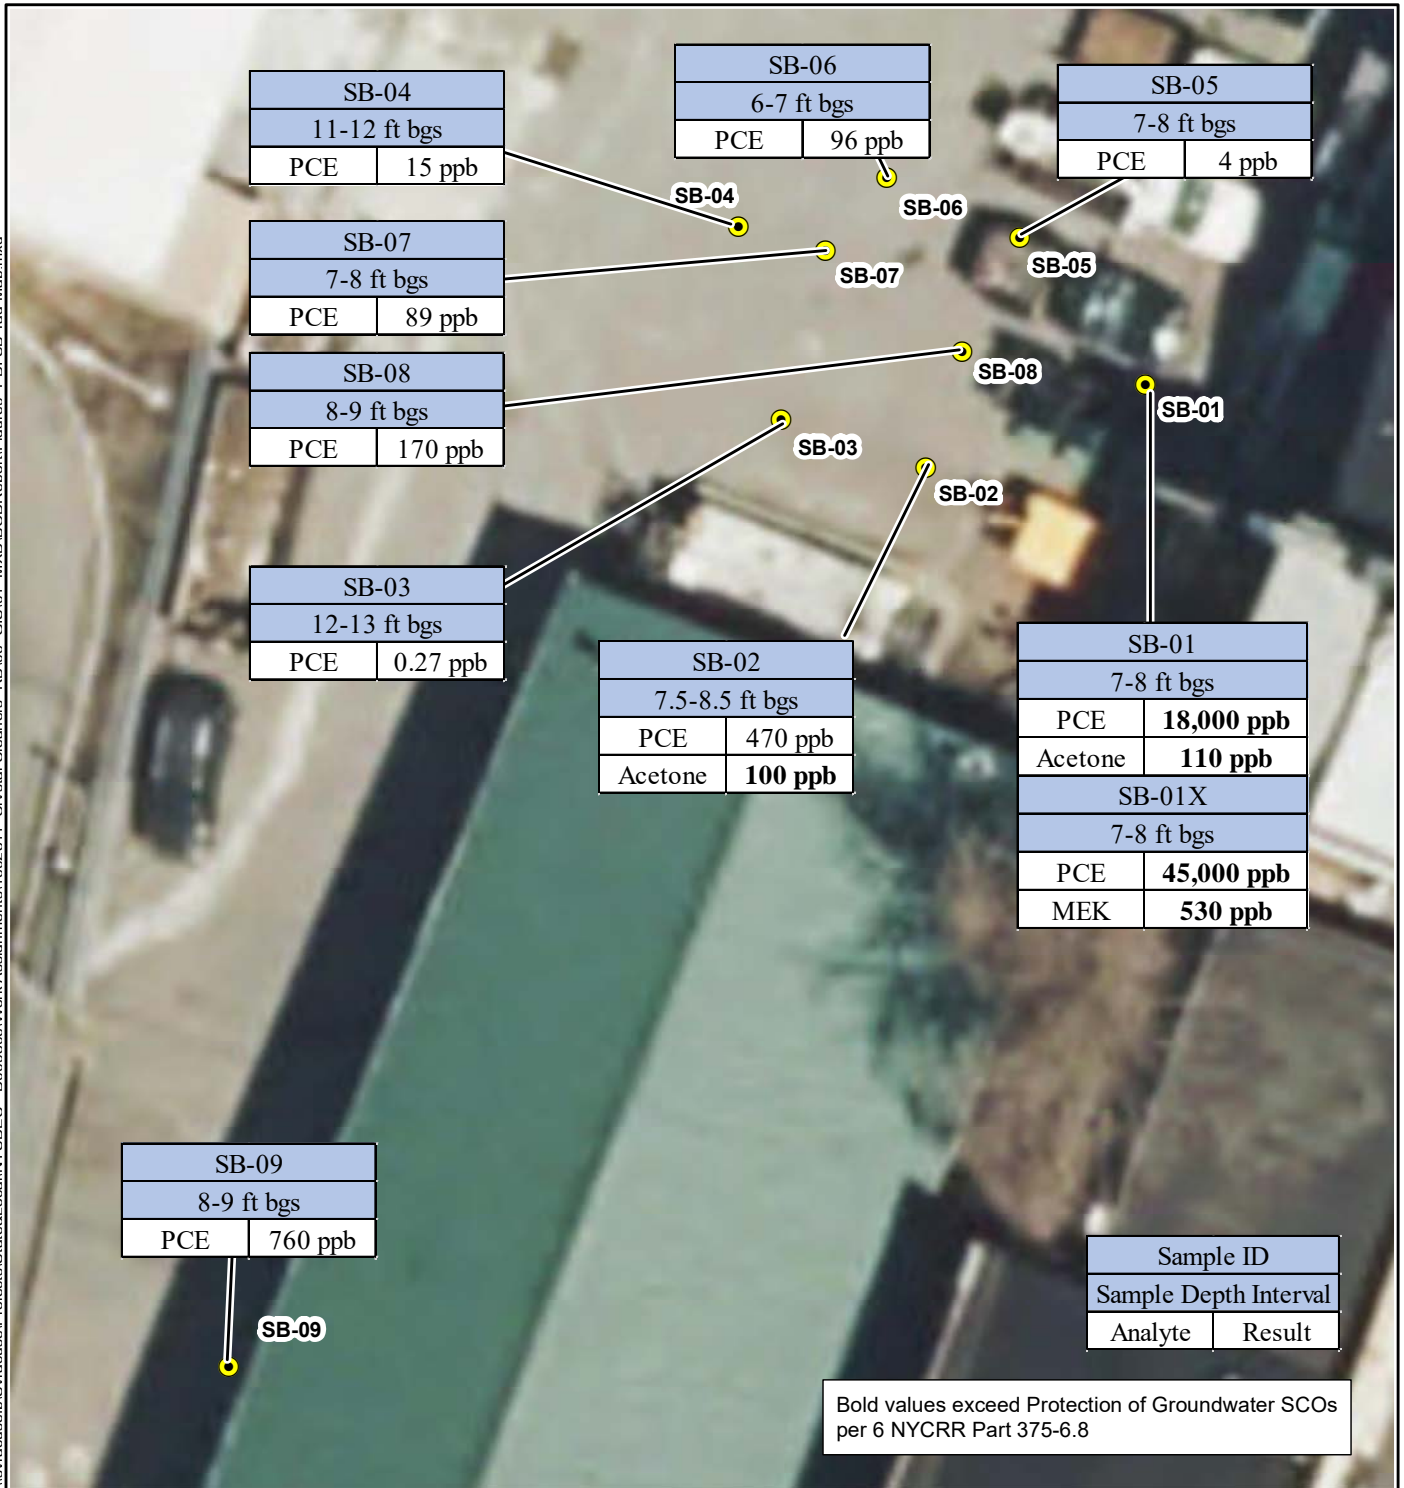 SB-04
11-12 ft bgs
PCE 15 ppb
SB-06
6-7 ft bgs
PCE 96 ppb
SB-05
7-8 ft bgs
PCE 4 ppb
SB-07
7-8 ft bgs
PCE 89 ppb
SB-08
8-9 ft bgs
PCE 170 ppb
SB-04
SB-06
SB-07
SB-05
SB-08
SB-01
SB-03
SB-02
SB-03
12-13 ft bgs
PCE 0.27 ppb
SB-02
7.5-8.5 ft bgs
PCE 470 ppb
Acetone 100 ppb
SB-01
7-8 ft bgs
PCE 18,000 ppb
Acetone 110 ppb
SB-01X
7-8 ft bgs
PCE 45,000 ppb
MEK 530 ppb
SB-09
8-9 ft bgs
PCE 760 ppb
SB-09
Sample ID
Sample Depth Interval
Analyte Result
Bold values exceed Protection of Groundwater SCOs
per 6 NYCRR Part 375-6.8